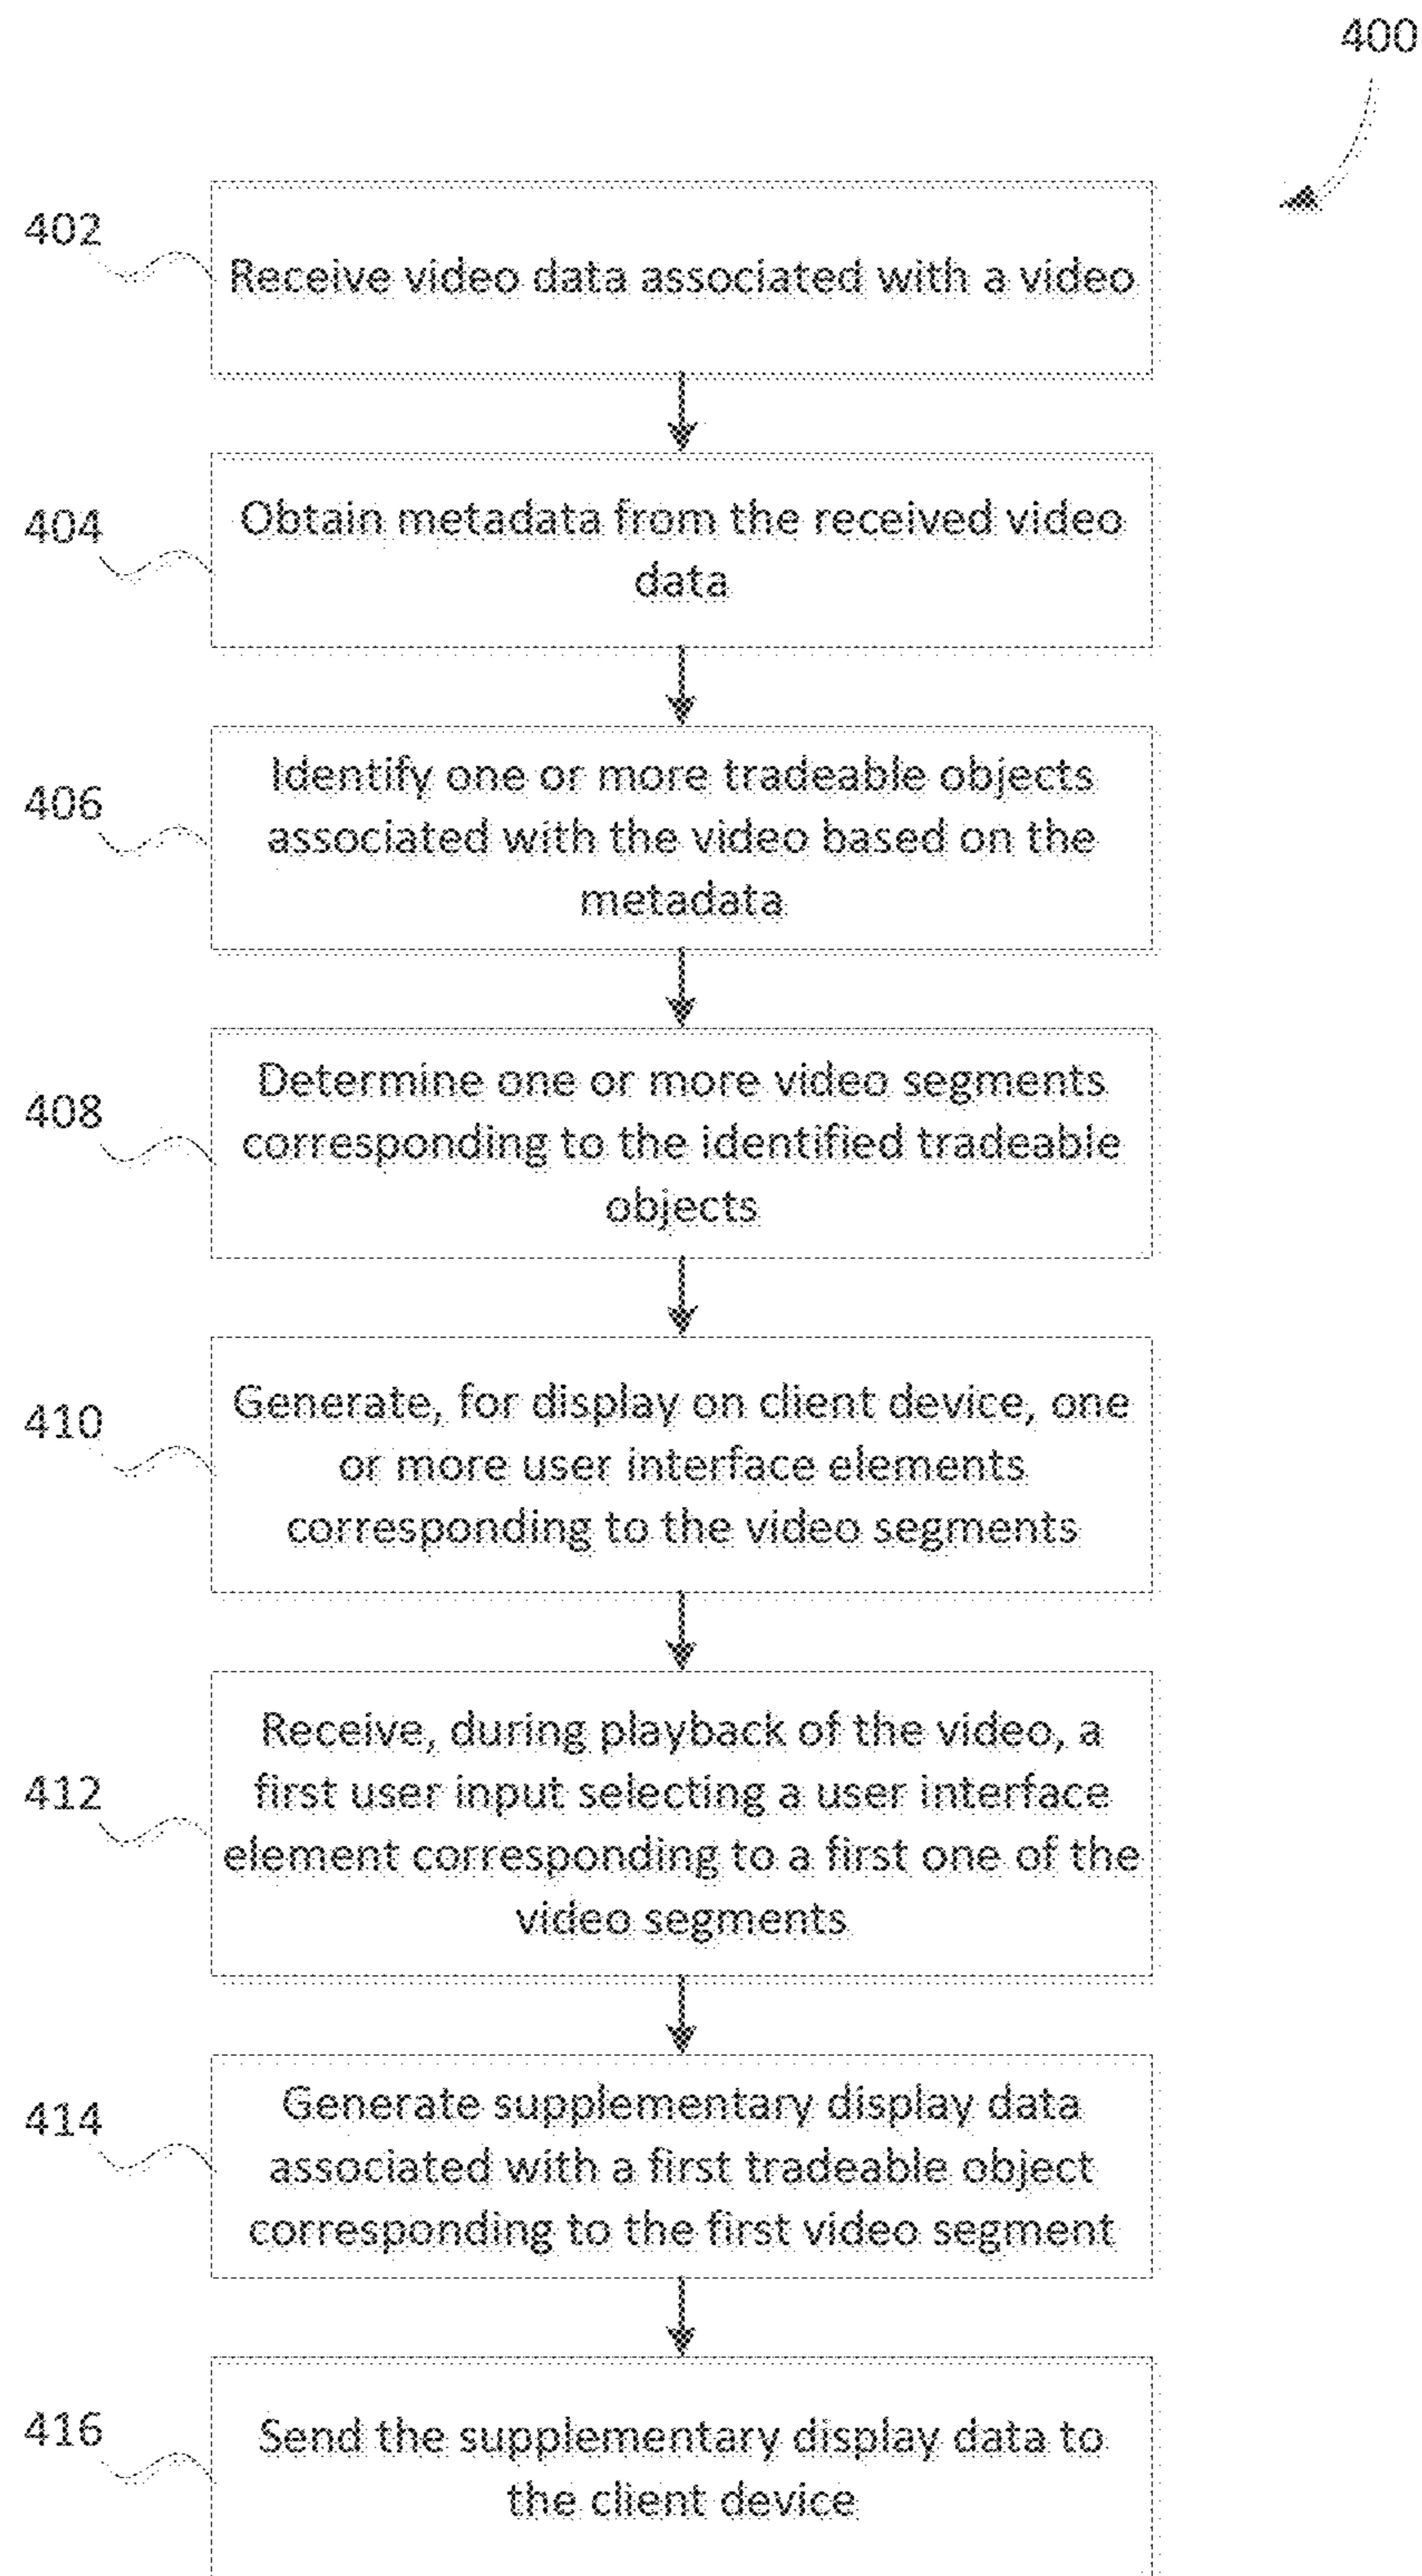 400
402
Receive video data associated with a video
404
Obtain metadata from the received video
data
406
Identify one or more tradeable objects
associated with the video based on the
metadata
408
Determine one or more video segments
corresponding to the identified tradeable
objects
410
Generate, for display on client device, one
or more user interface elements
corresponding to the video segments
412
Receive, during playback of the video, a
first user input selecting a user interface
element corresponding to a first one of the
video segments
414
Generate supplementary display data
associated with a first tradeable object
corresponding to the first video segment
416
Send the supplementary display data to
the client device